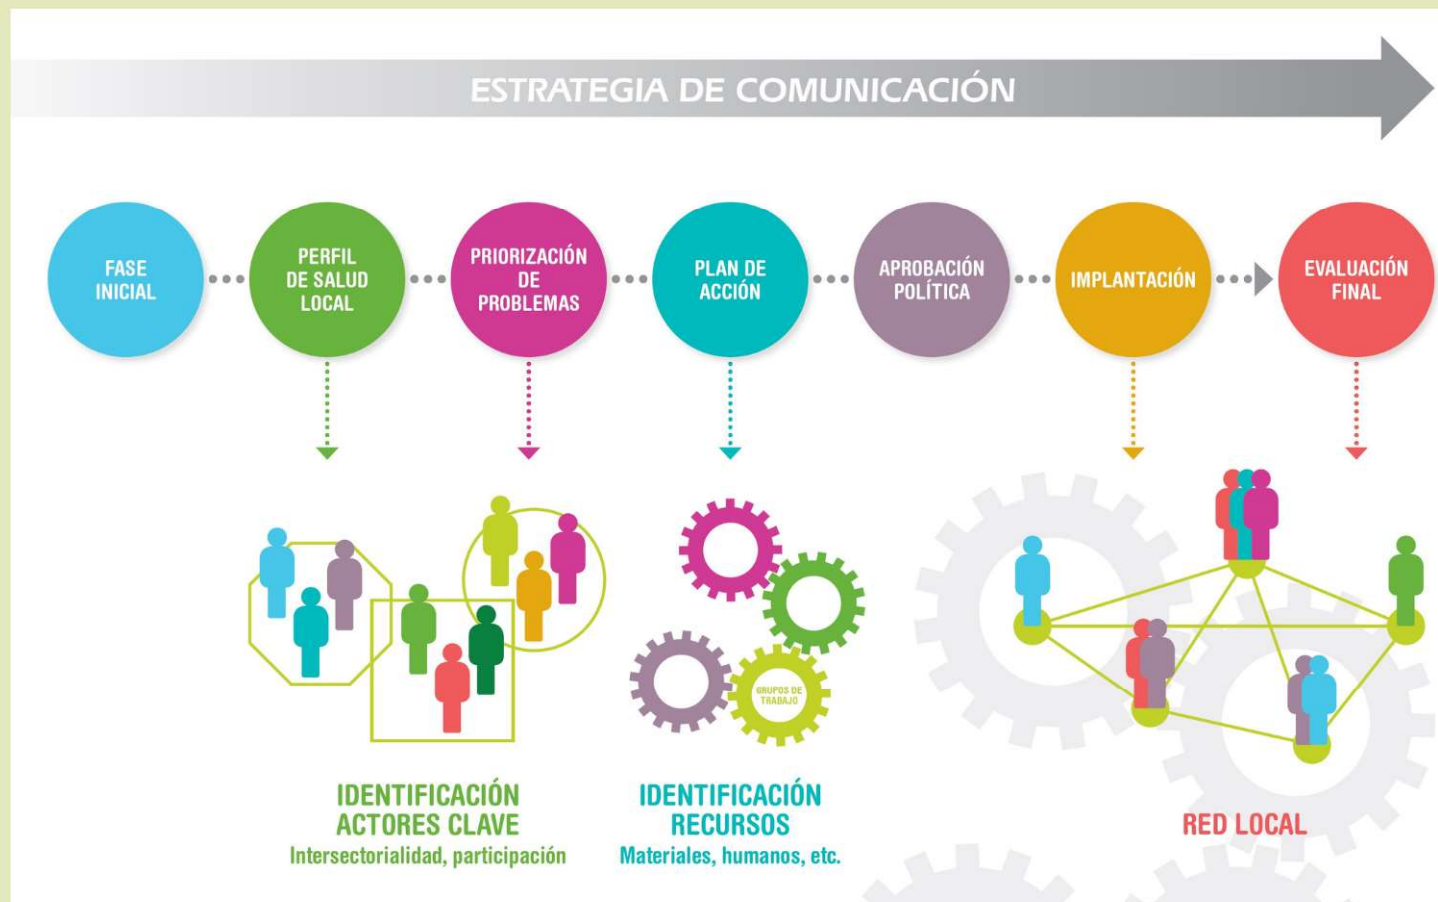 ESTRATEGIA DE COMUNICACIÓN
FASE
INICIAL
PERFIL
DE SALUD
LOCAL
PRIORIZACIÓN
DE
PROBLEMAS
PLAN DE
ACCIÓN
APROBACIÓN
POLÍTICA
IMPLANTACIÓN
EVALUACIÓN
FINAL
GRUPOS DE
TRABAJO
IDENTIFICACIÓN
ACTORES CLAVE
Intersectorialidad, participación
IDENTIFICACIÓN
RECURSOS
Materiales, humanos, etc.
RED LOCAL